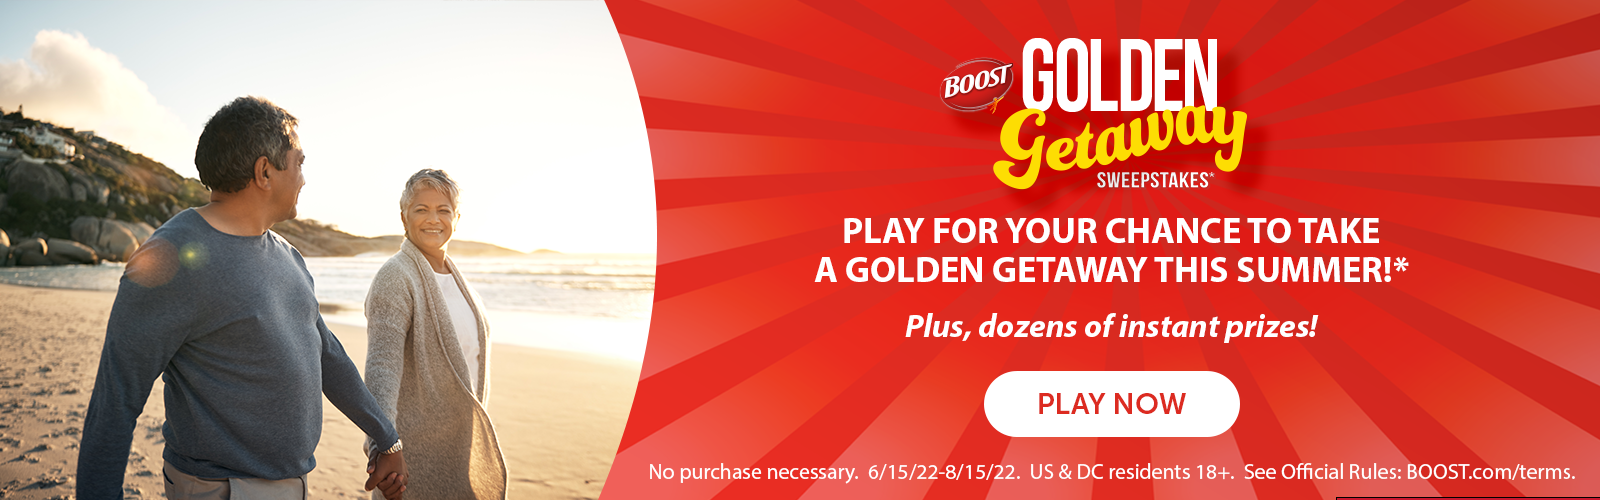 BOOST
GOLDEN
Getaway
SWEEPSTAKES*
PLAY FOR YOUR CHANCE TO TAKE
A GOLDEN GETAWAY THIS SUMMER!*
Plus, dozens of instant prizes!
PLAY NOW
No purchase necessary. 6/15/22-8/15/22. US & DC residents 18+. See Official Rules: BOOST.com/terms.